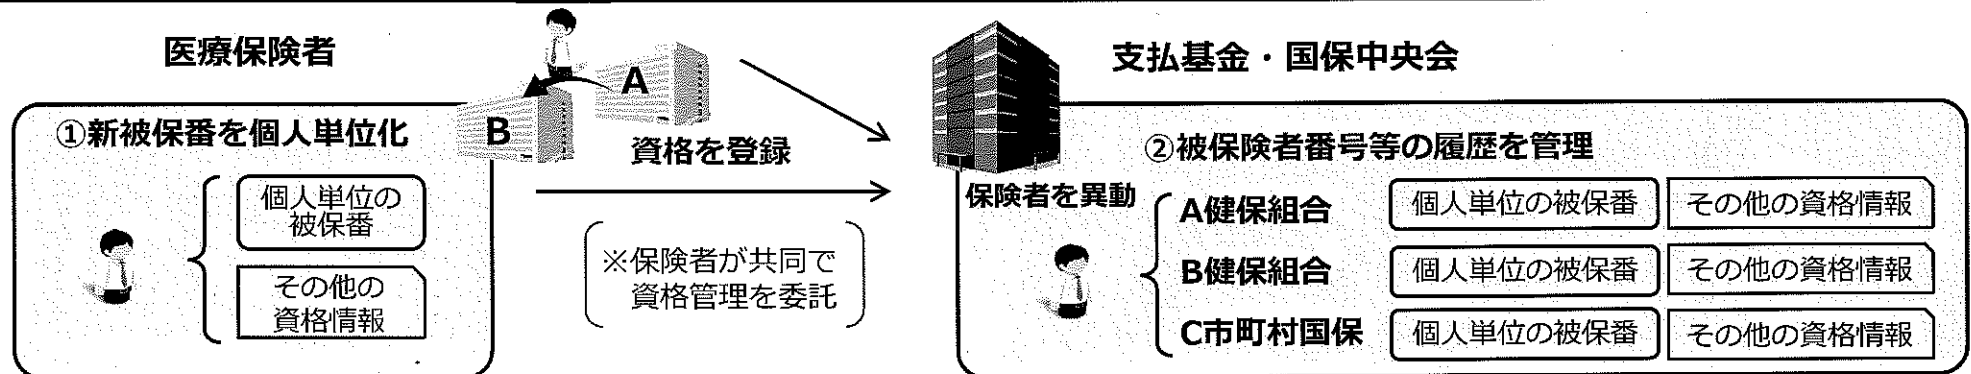 医療保険者
①新被保番を個人単位化
個人単位の
被保番
その他の
資格情報
A
B
資格を登録
※保険者が共同で
資格管理を委託
支払基金・国保中央会
②被保険者番号等の履歴を管理
保険者を異動
A健保組合
個人単位の被保番
その他の資格情報
B健保組合
個人単位の被保番
その他の資格情報
C市町村国保
個人単位の被保番
その他の資格情報